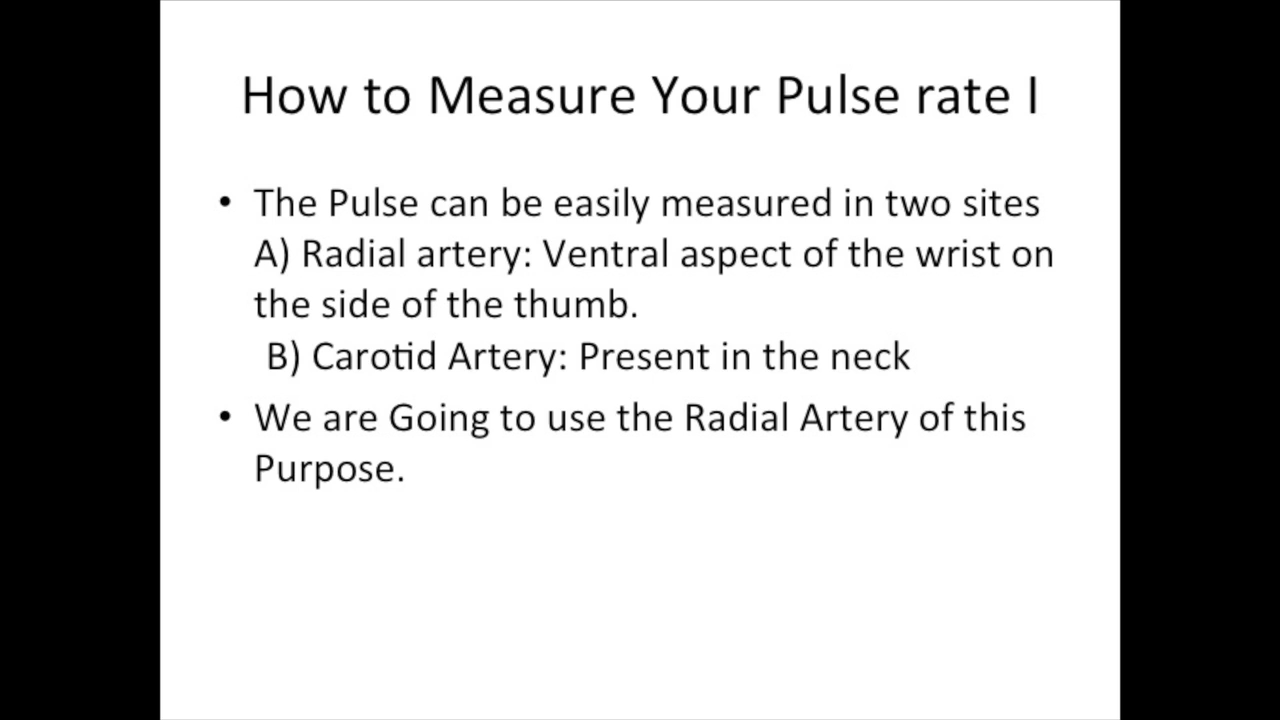 How to Measure Your Pulse rate I
• The Pulse can be easily measured in two sites
A) Radial artery: Ventral aspect of the wrist on
the side of the thumb.
B) Carotid Artery: Present in the neck
• We are Going to use the Radial Artery of this
Purpose.